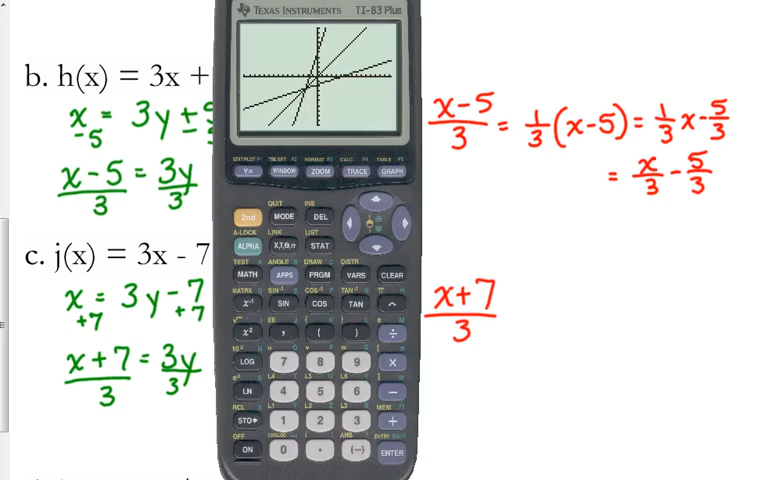 TEXAS INSTRUMENTS TI-83 Plus
b. h(x) = 3x +
x = 3y + 5
-5 -5
x - 5 = 3y
3 3
x-5 = 1/3 (x-5) = 1/3 x - 5/3
3
= x/3 - 5/3
STATPLOT F1 TBLSET F2 FORMAT F3 CALC F4 TABLE F5
Y= WINDOW ZOOM TRACE GRAPH
QUIT INS
2nd MODE DEL
A-LOCK LINK LIST
ALPHA X,T,θ,n STAT
c. j(x) = 3x - 7
TEST A ANGLE B DRAW C DISTR
MATH APPS PRGM VARS CLEAR
x = 3y - 7
+7 +7
x + 7 = 3y
3 3
x+7
3
MATRX D SIN⁻¹ E COS⁻¹ F TAN⁻¹ G π H
x⁻¹ SIN COS TAN ^
x² , ( ) ÷
LOG 7 8 9 ×
LN 4 5 6 −
RCL X L1 Y L2 Z L3 MEM
STO▸ 1 2 3 +
OFF CATALOG ANS ENTRY SOLVE
ON 0 . (−) ENTER